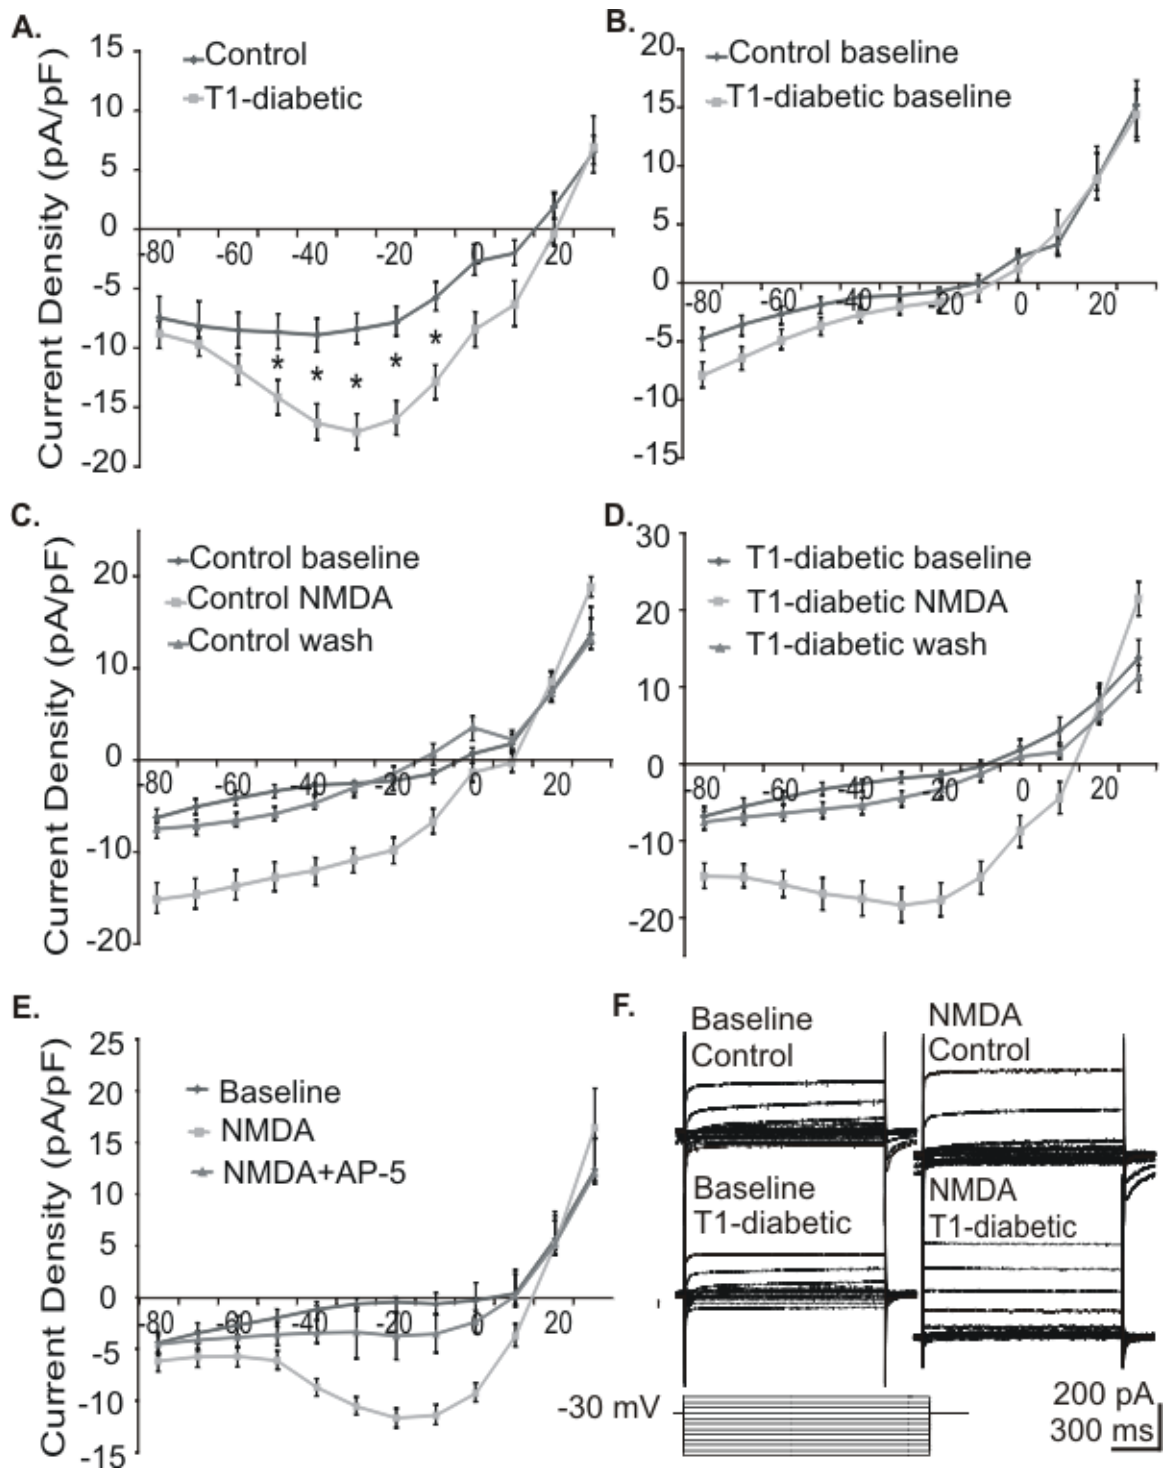 A.
Current Density (pA/pF)
15
10
5
0
-5
-10
-15
-20
Control
T1-diabetic
-80 -60 -40 -20 0 20
* * * * *
B.
20
15
10
5
0
-5
-10
-15
Control baseline
T1-diabetic baseline
-80 -60 -40 -20 0 20
C.
Current Density (pA/pF)
20
10
0
-10
-20
Control baseline
Control NMDA
Control wash
-80 -60 -40 -20 0 20
D.
30
20
10
0
-10
-20
T1-diabetic baseline
T1-diabetic NMDA
T1-diabetic wash
-80 -60 -40 -20 0 20
E.
Current Density (pA/pF)
25
20
15
10
5
0
-5
-10
-15
Baseline
NMDA
NMDA+AP-5
-80 -60 -40 -20 0 20
F.
Baseline
Control
NMDA
Control
Baseline
T1-diabetic
NMDA
T1-diabetic
-30 mV
200 pA
300 ms